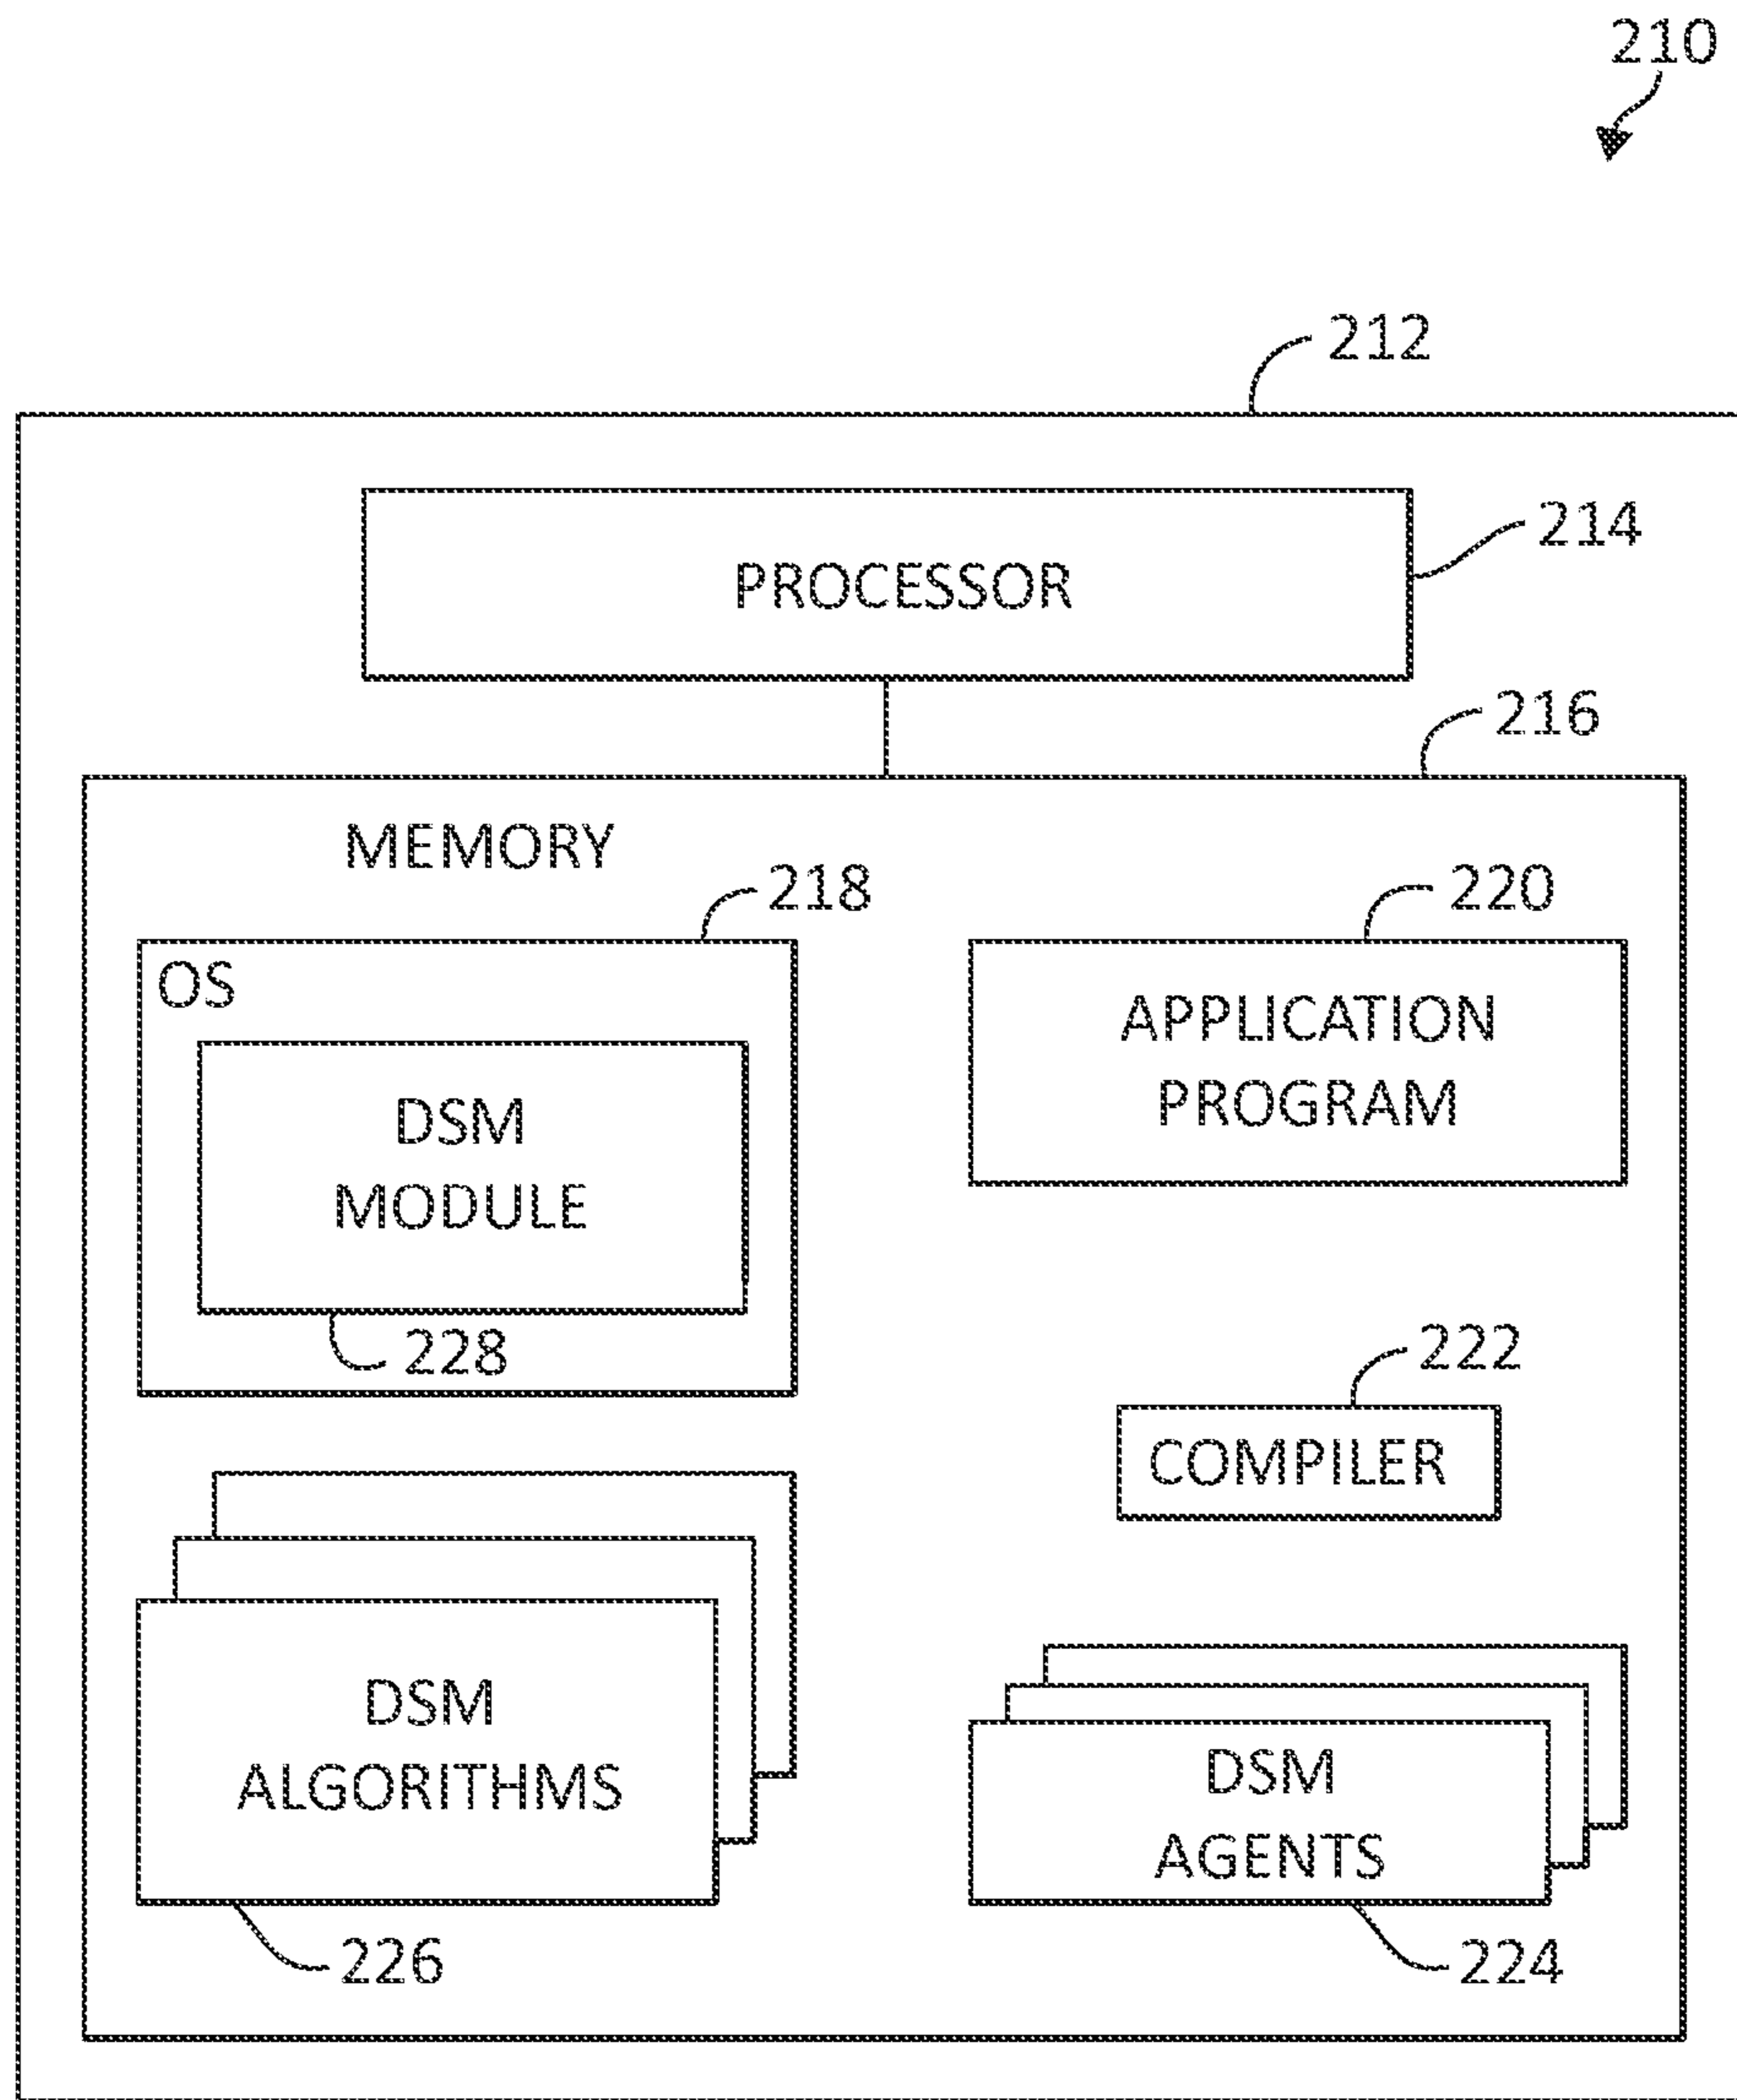 210
212
PROCESSOR
214
216
MEMORY
218
220
OS
APPLICATION
PROGRAM
DSM
MODULE
228
222
COMPILER
DSM
ALGORITHMS
DSM
AGENTS
226
224